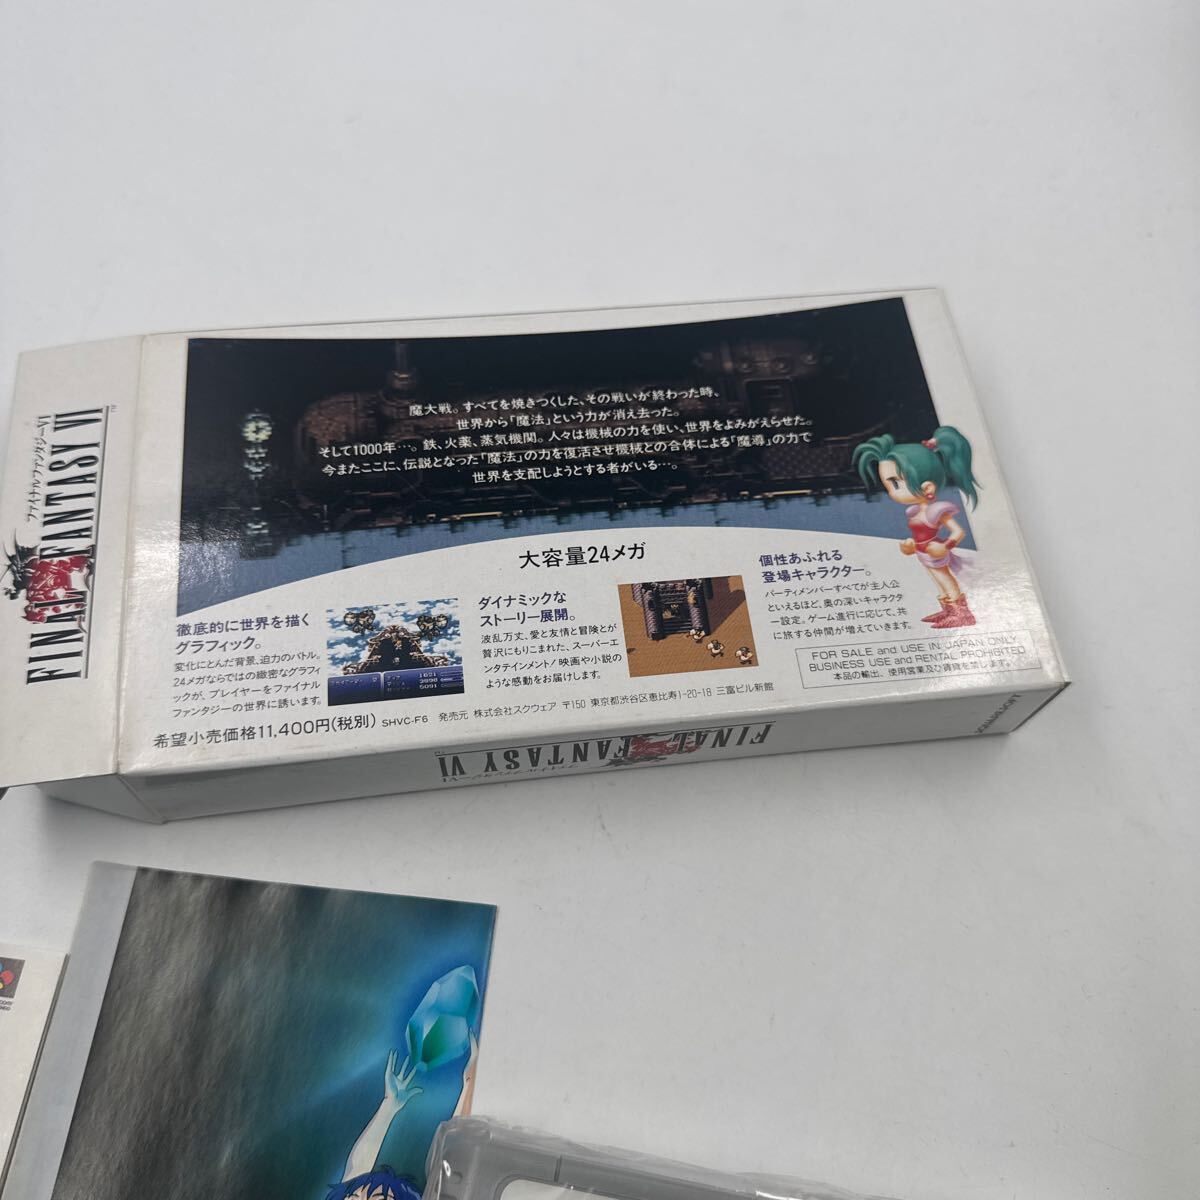 ファイナルファンタジーVI
FINAL FANTASY VI
TM
魔大戦。すべてを焼きつくした、その戦いが終わった時、
世界から「魔法」という力が消え去った。
そして1000年…。鉄、火薬、蒸気機関。人々は機械の力を使い、世界をよみがえらせた。
今またここに、伝説となった「魔法」の力を復活させ機械との合体による「魔導」の力で
世界を支配しようとする者がいる…。
大容量24メガ
徹底的に世界を描く
グラフィック。
変化にとんだ背景、迫力のバトル。
24メガならではの緻密なグラフィ
ックが、プレイヤーをファイナル
ファンタジーの世界に誘います。
1621
3898
5091
ダイナミックな
ストーリー展開。
波乱万丈、愛と友情と冒険とが
贅沢にもりこまれた、スーパーエ
ンタテインメント!映画や小説の
ような感動をお届けします。
個性あふれる
登場キャラクター。
パーティメンバーすべてが主人公
といえるほど、奥の深いキャラクタ
ー設定。ゲーム進行に応じて、共
に旅する仲間が増えていきます。
FOR SALE and USE IN JAPAN ONLY
BUSINESS USE and RENTAL PROHIBITED
本品の輸出、使用営業及び賃貸を禁じます。
希望小売価格11,400円(税別) SHVC-F6 発売元 株式会社スクウェア 〒150 東京都渋谷区恵比寿1-20-18 三富ビル新館
ファイナルファンタジーVI
FINAL FANTASY VI
TM
SQUARESOFT